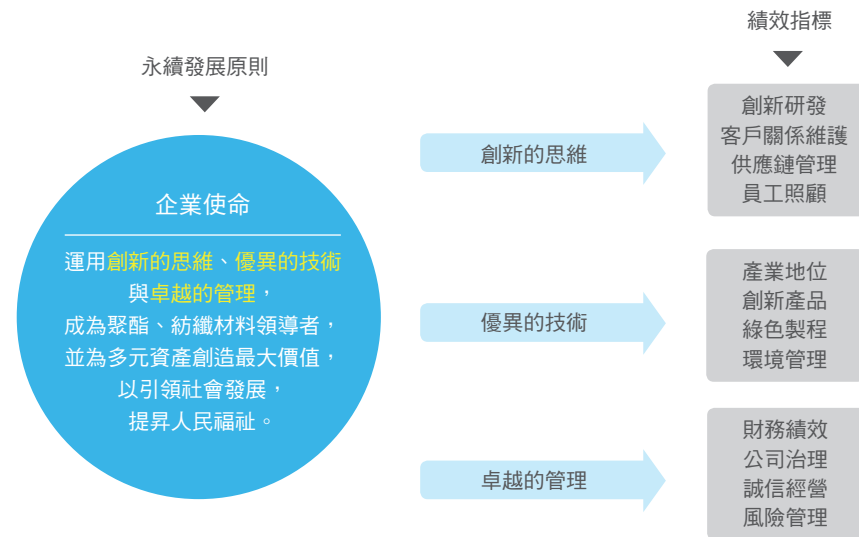 永續發展原則
企業使命
運用創新的思維、優異的技術
與卓越的管理，
成為聚酯、紡纖材料領導者，
並為多元資產創造最大價值，
以引領社會發展，
提昇人民福祉。
創新的思維
優異的技術
卓越的管理
績效指標
創新研發
客戶關係維護
供應鏈管理
員工照顧
產業地位
創新產品
綠色製程
環境管理
財務績效
公司治理
誠信經營
風險管理